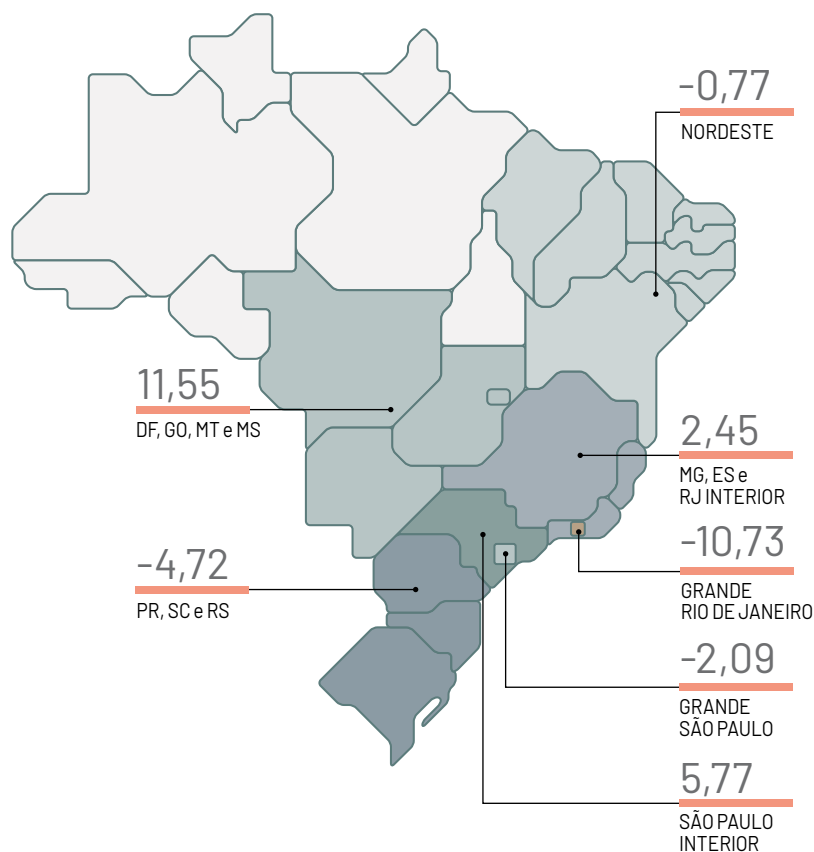 -0,77
NORDESTE
11,55
DF, GO, MT e MS
2,45
MG, ES e
RJ INTERIOR
-10,73
GRANDE
RIO DE JANEIRO
-4,72
PR, SC e RS
-2,09
GRANDE
SÃO PAULO
5,77
SÃO PAULO
INTERIOR